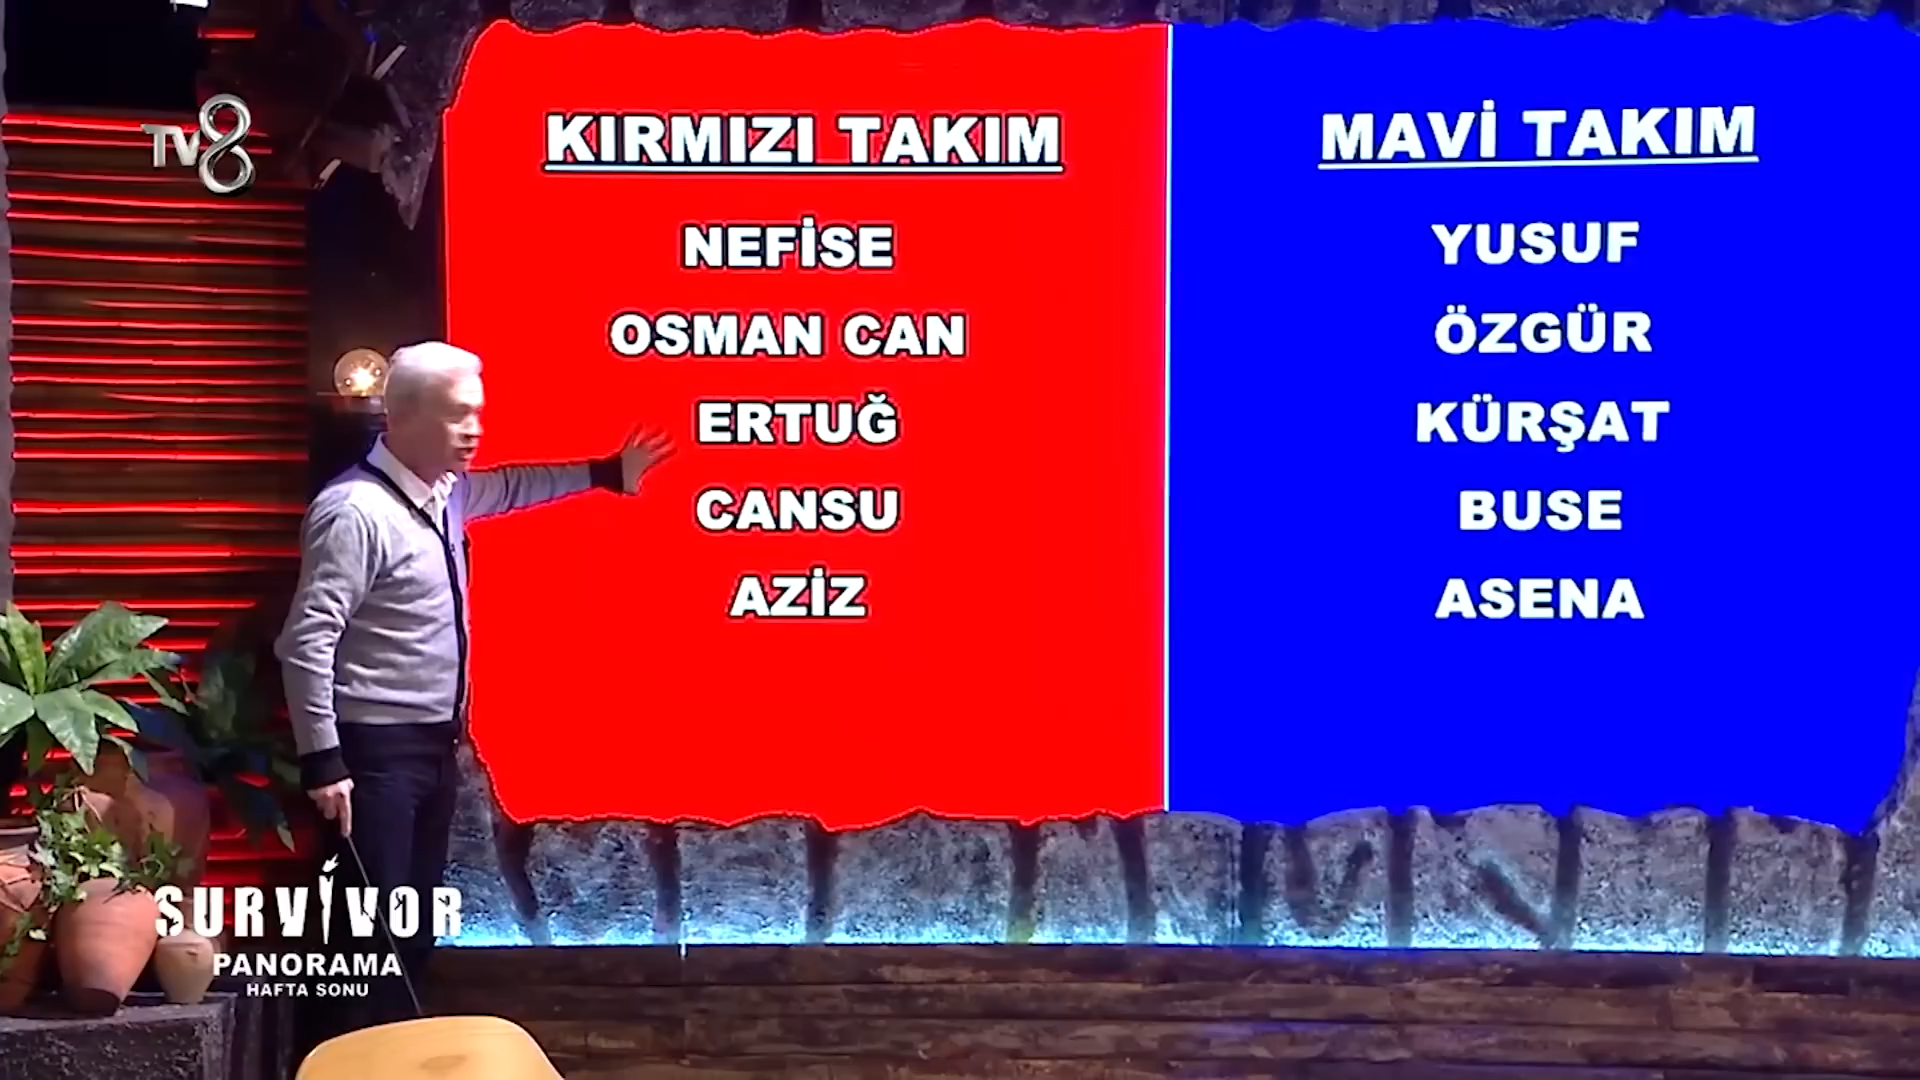 TV8
KIRMIZI TAKIM
NEFİSE
OSMAN CAN
ERTUĞ
CANSU
AZİZ
MAVİ TAKIM
YUSUF
ÖZGÜR
KÜRŞAT
BUSE
ASENA
SURVİVOR
PANORAMA
HAFTA SONU